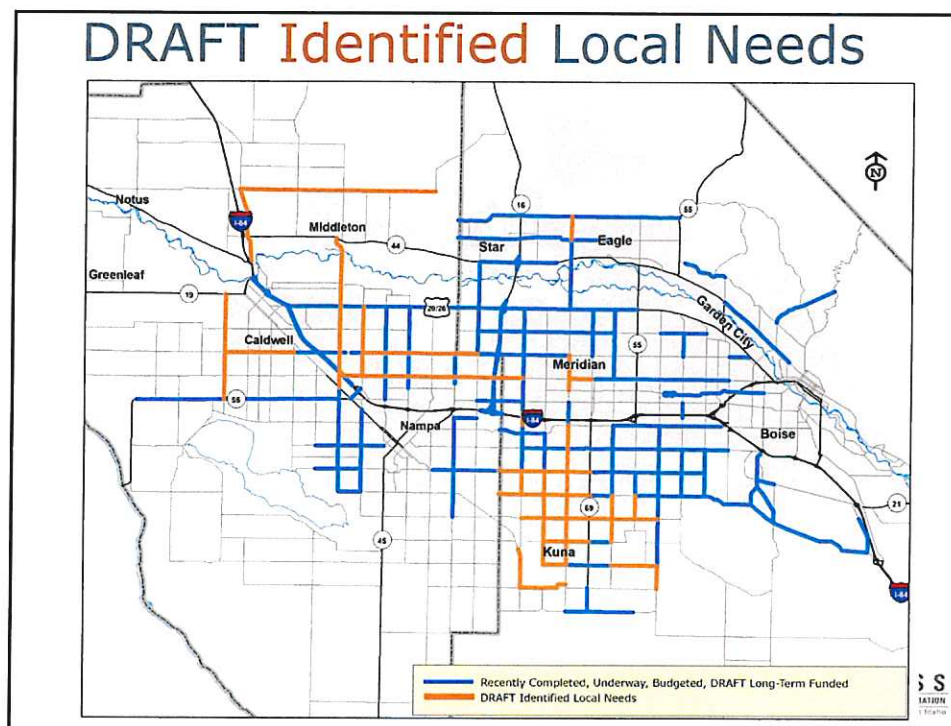 DRAFT Identified Local Needs
N
Notus
I-84
Middleton
16
55
44
Star
Eagle
Greenleaf
19
20/26
Garden City
Caldwell
55
Meridian
55
Nampa
I-84
Boise
69
21
45
Kuna
I-84
Recently Completed, Underway, Budgeted, DRAFT Long-Term Funded
DRAFT Identified Local Needs
S S